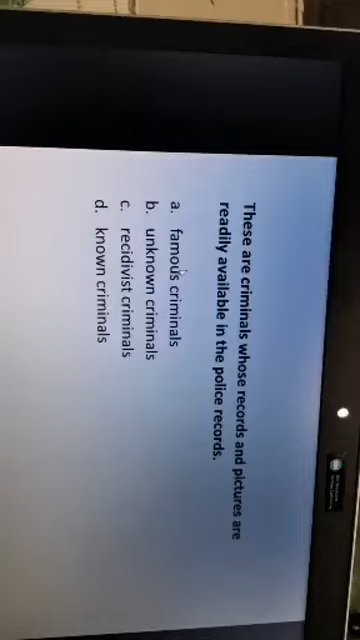 These are criminals whose records and pictures are
readily available in the police records.
a. famous criminals
b. unknown criminals
c. recidivist criminals
d. known criminals